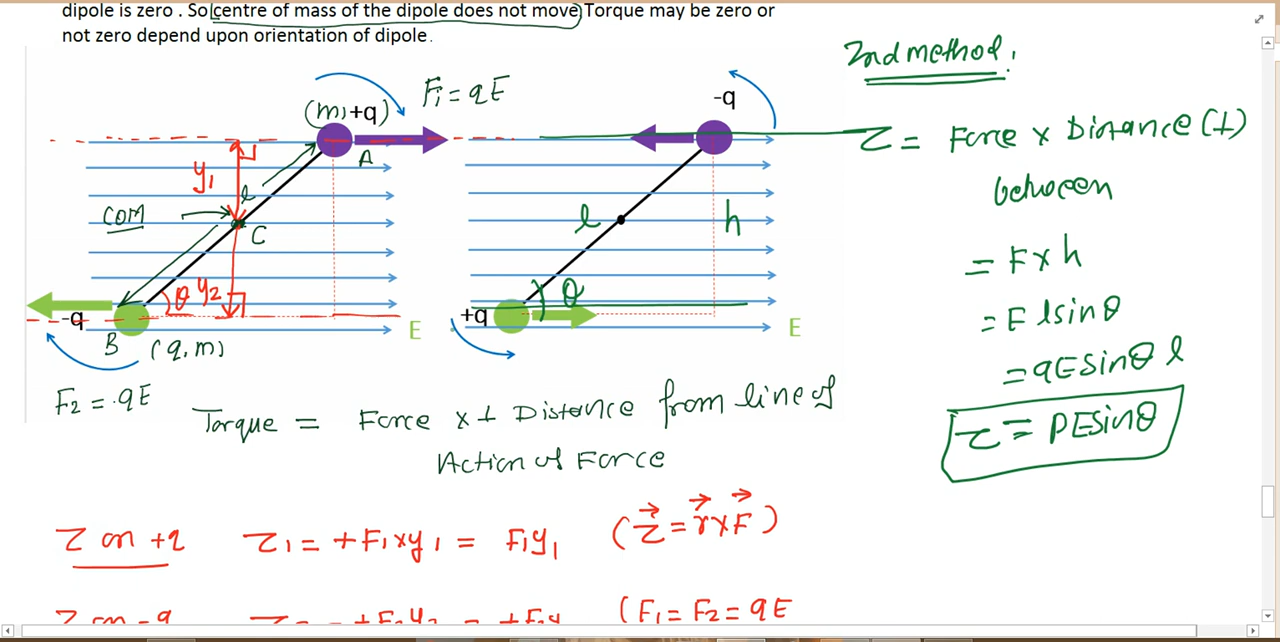 dipole is zero . So centre of mass of the dipole does not move Torque may be zero or
not zero depend upon orientation of dipole.
2nd method.
(m,+q)
F₁ = qE
A
y₁
l
COM
C
θ
y₂
-q
B
(q, m)
E
F₂ = qE
-q
l
h
θ
+q
E
τ = Force × Distance (⊥)
between
= F × h
= F l sinθ
= qE sinθ l
τ = PE sinθ
Torque = Force × ⊥ Distance from line of
Action of Force
τ on +q τ₁ = +F₁ × y₁ = F₁y₁ (τ⃗ = r⃗ × F⃗)
(F₁ = F₂ = qE